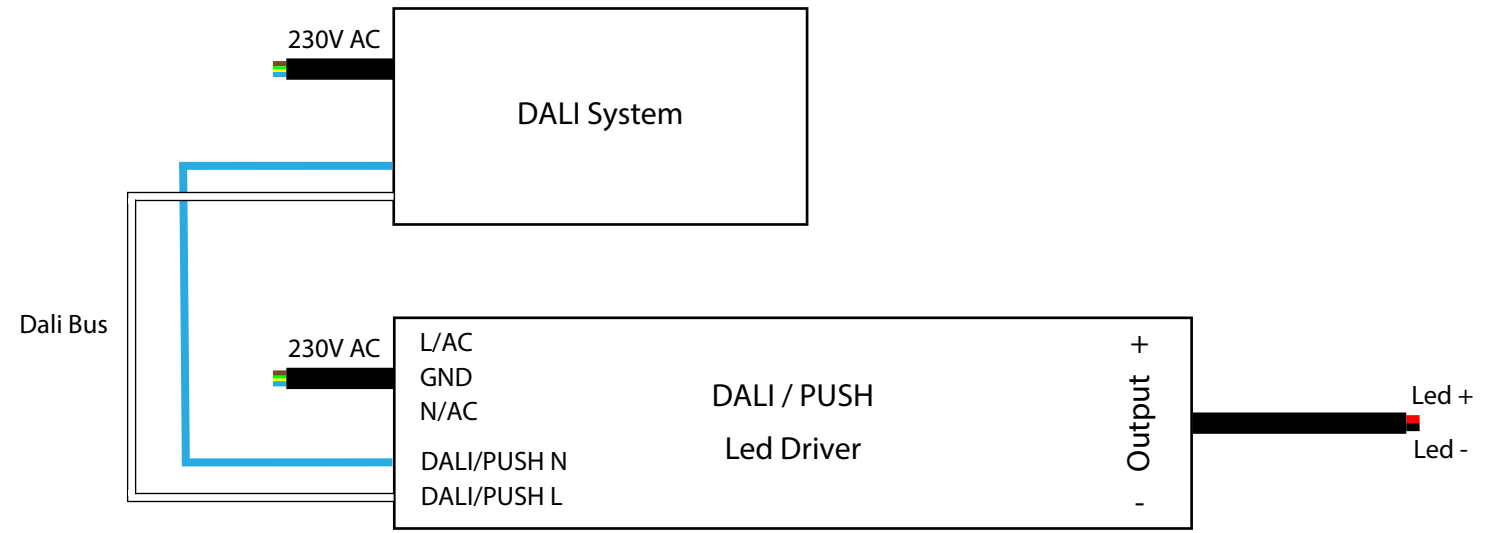 230V AC
DALI System
Dali Bus
230V AC
L/AC
GND
N/AC
DALI/PUSH N
DALI/PUSH L
DALI / PUSH
Led Driver
+
Output
-
Led +
Led -